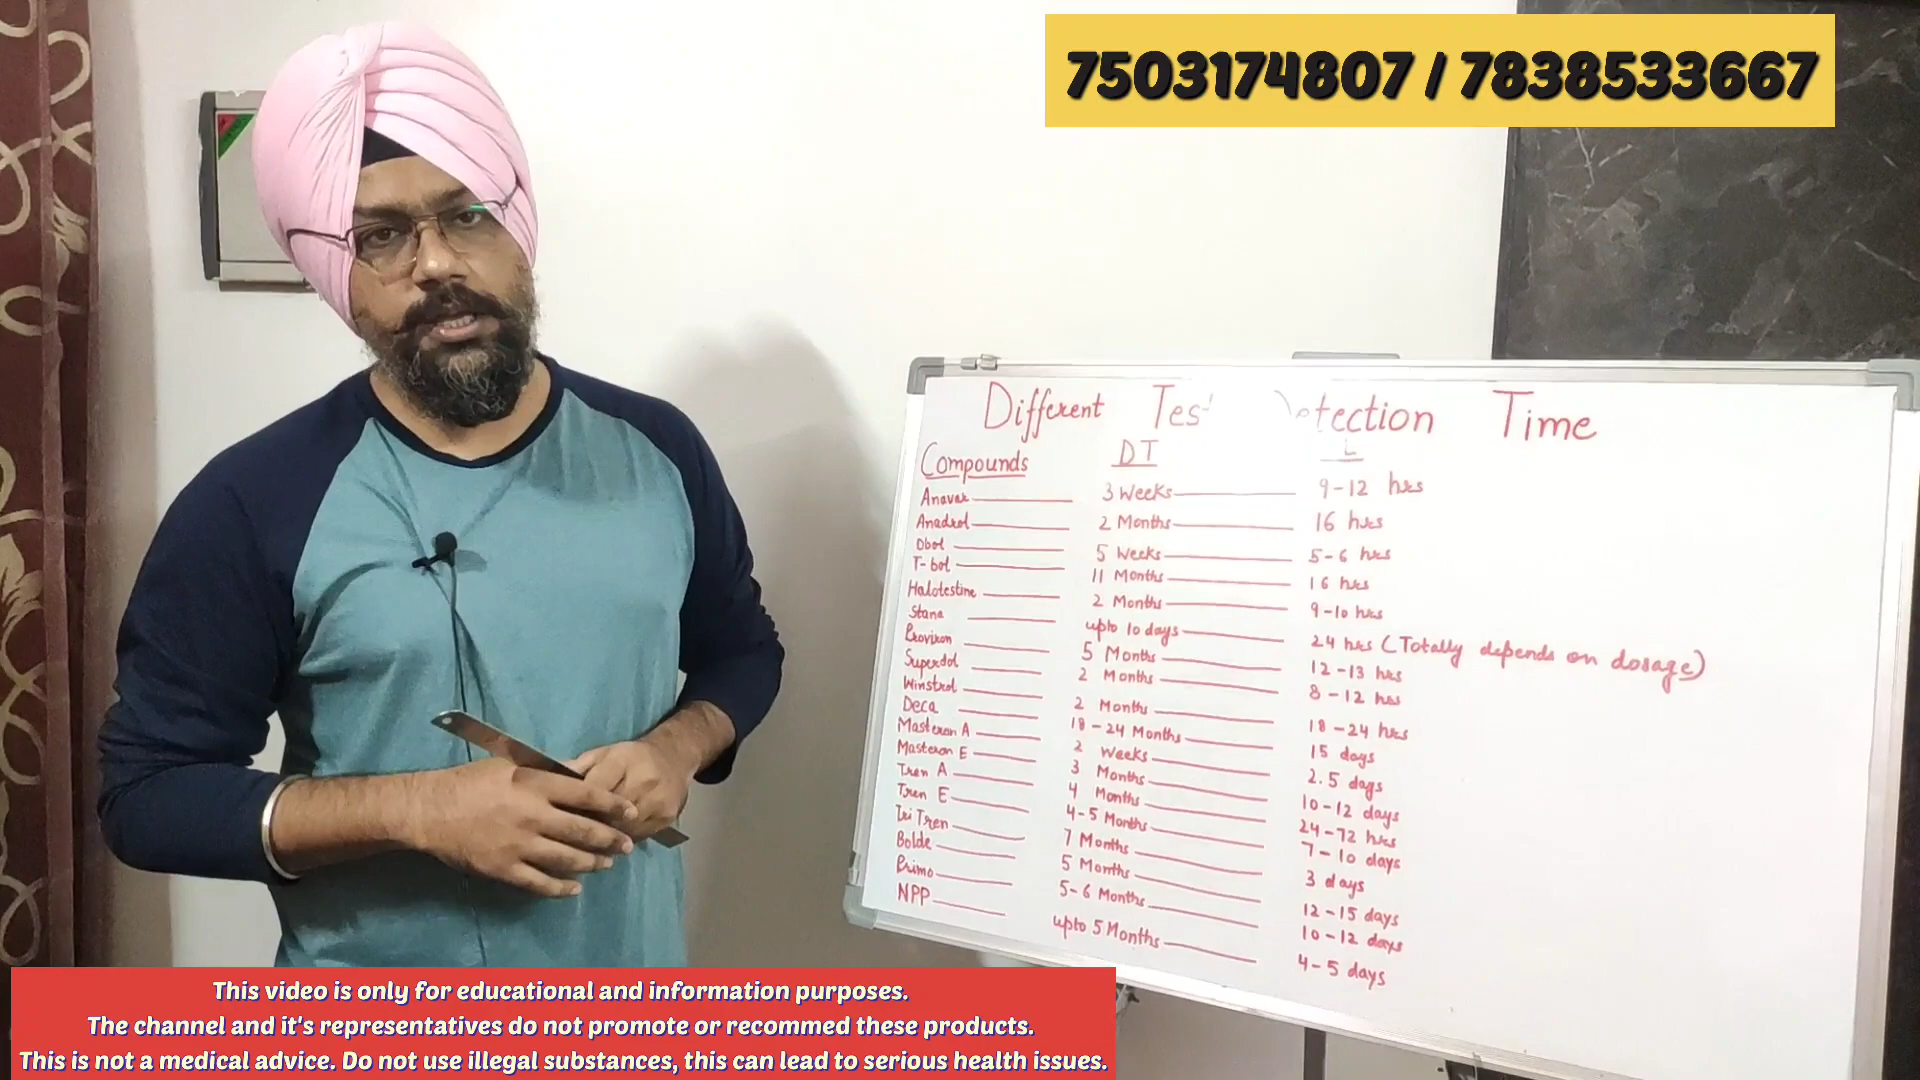 7503174807 / 7838533667
Different Test Detection Time
Compounds DT L
Anavar 3 Weeks 9-12 hrs
Anadrol 2 Months 16 hrs
Dbol 5 Weeks 5-6 hrs
T-bol 11 Months 16 hrs
Halotestine 2 Months 9-10 hrs
Stana upto 10 days 24 hrs (Totally depends on dosage)
Proviron 5 Months 12-13 hrs
Superdol 2 Months 8-12 hrs
Winstrol 2 Months 18-24 hrs
Deca 18-24 Months 15 days
Masteron A 2 Weeks 2.5 days
Masteron E 3 Months 10-12 days
Tren A 4 Months 24-72 hrs
Tren E 4-5 Months 7-10 days
Tri Tren 7 Months 3 days
Bolde 5 Months 12-15 days
Primo 5-6 Months 10-12 days
NPP upto 5 Months 4-5 days
This video is only for educational and information purposes.
The channel and it's representatives do not promote or recommed these products.
This is not a medical advice. Do not use illegal substances, this can lead to serious health issues.